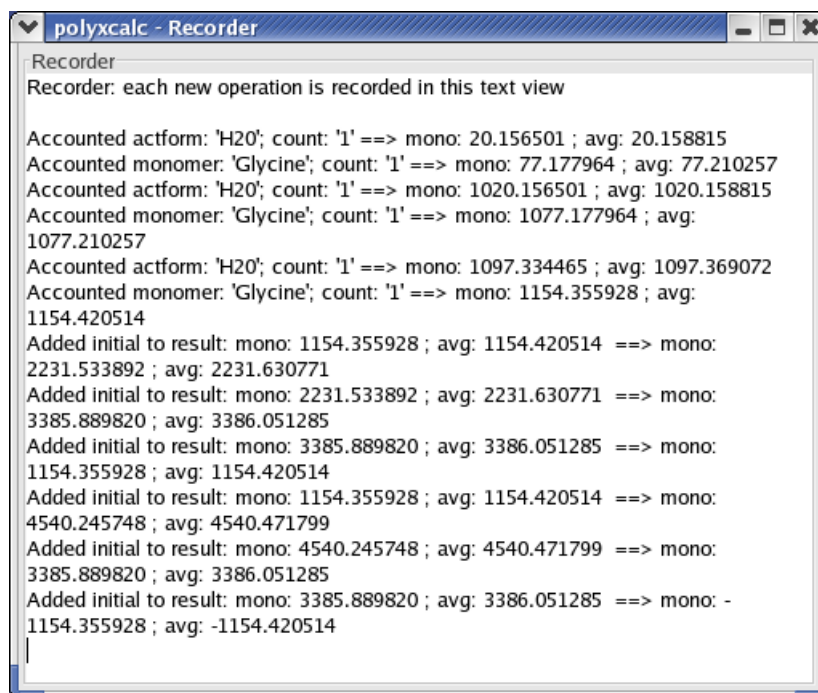 polyxcalc - Recorder
Recorder
Recorder: each new operation is recorded in this text view
Accounted actform: 'H20'; count: '1' ==> mono: 20.156501 ; avg: 20.158815
Accounted monomer: 'Glycine'; count: '1' ==> mono: 77.177964 ; avg: 77.210257
Accounted actform: 'H20'; count: '1' ==> mono: 1020.156501 ; avg: 1020.158815
Accounted monomer: 'Glycine'; count: '1' ==> mono: 1077.177964 ; avg:
1077.210257
Accounted actform: 'H20'; count: '1' ==> mono: 1097.334465 ; avg: 1097.369072
Accounted monomer: 'Glycine'; count: '1' ==> mono: 1154.355928 ; avg:
1154.420514
Added initial to result: mono: 1154.355928 ; avg: 1154.420514  ==> mono:
2231.533892 ; avg: 2231.630771
Added initial to result: mono: 2231.533892 ; avg: 2231.630771  ==> mono:
3385.889820 ; avg: 3386.051285
Added initial to result: mono: 3385.889820 ; avg: 3386.051285  ==> mono:
1154.355928 ; avg: 1154.420514
Added initial to result: mono: 1154.355928 ; avg: 1154.420514  ==> mono:
4540.245748 ; avg: 4540.471799
Added initial to result: mono: 4540.245748 ; avg: 4540.471799  ==> mono:
3385.889820 ; avg: 3386.051285
Added initial to result: mono: 3385.889820 ; avg: 3386.051285  ==> mono: -
1154.355928 ; avg: -1154.420514